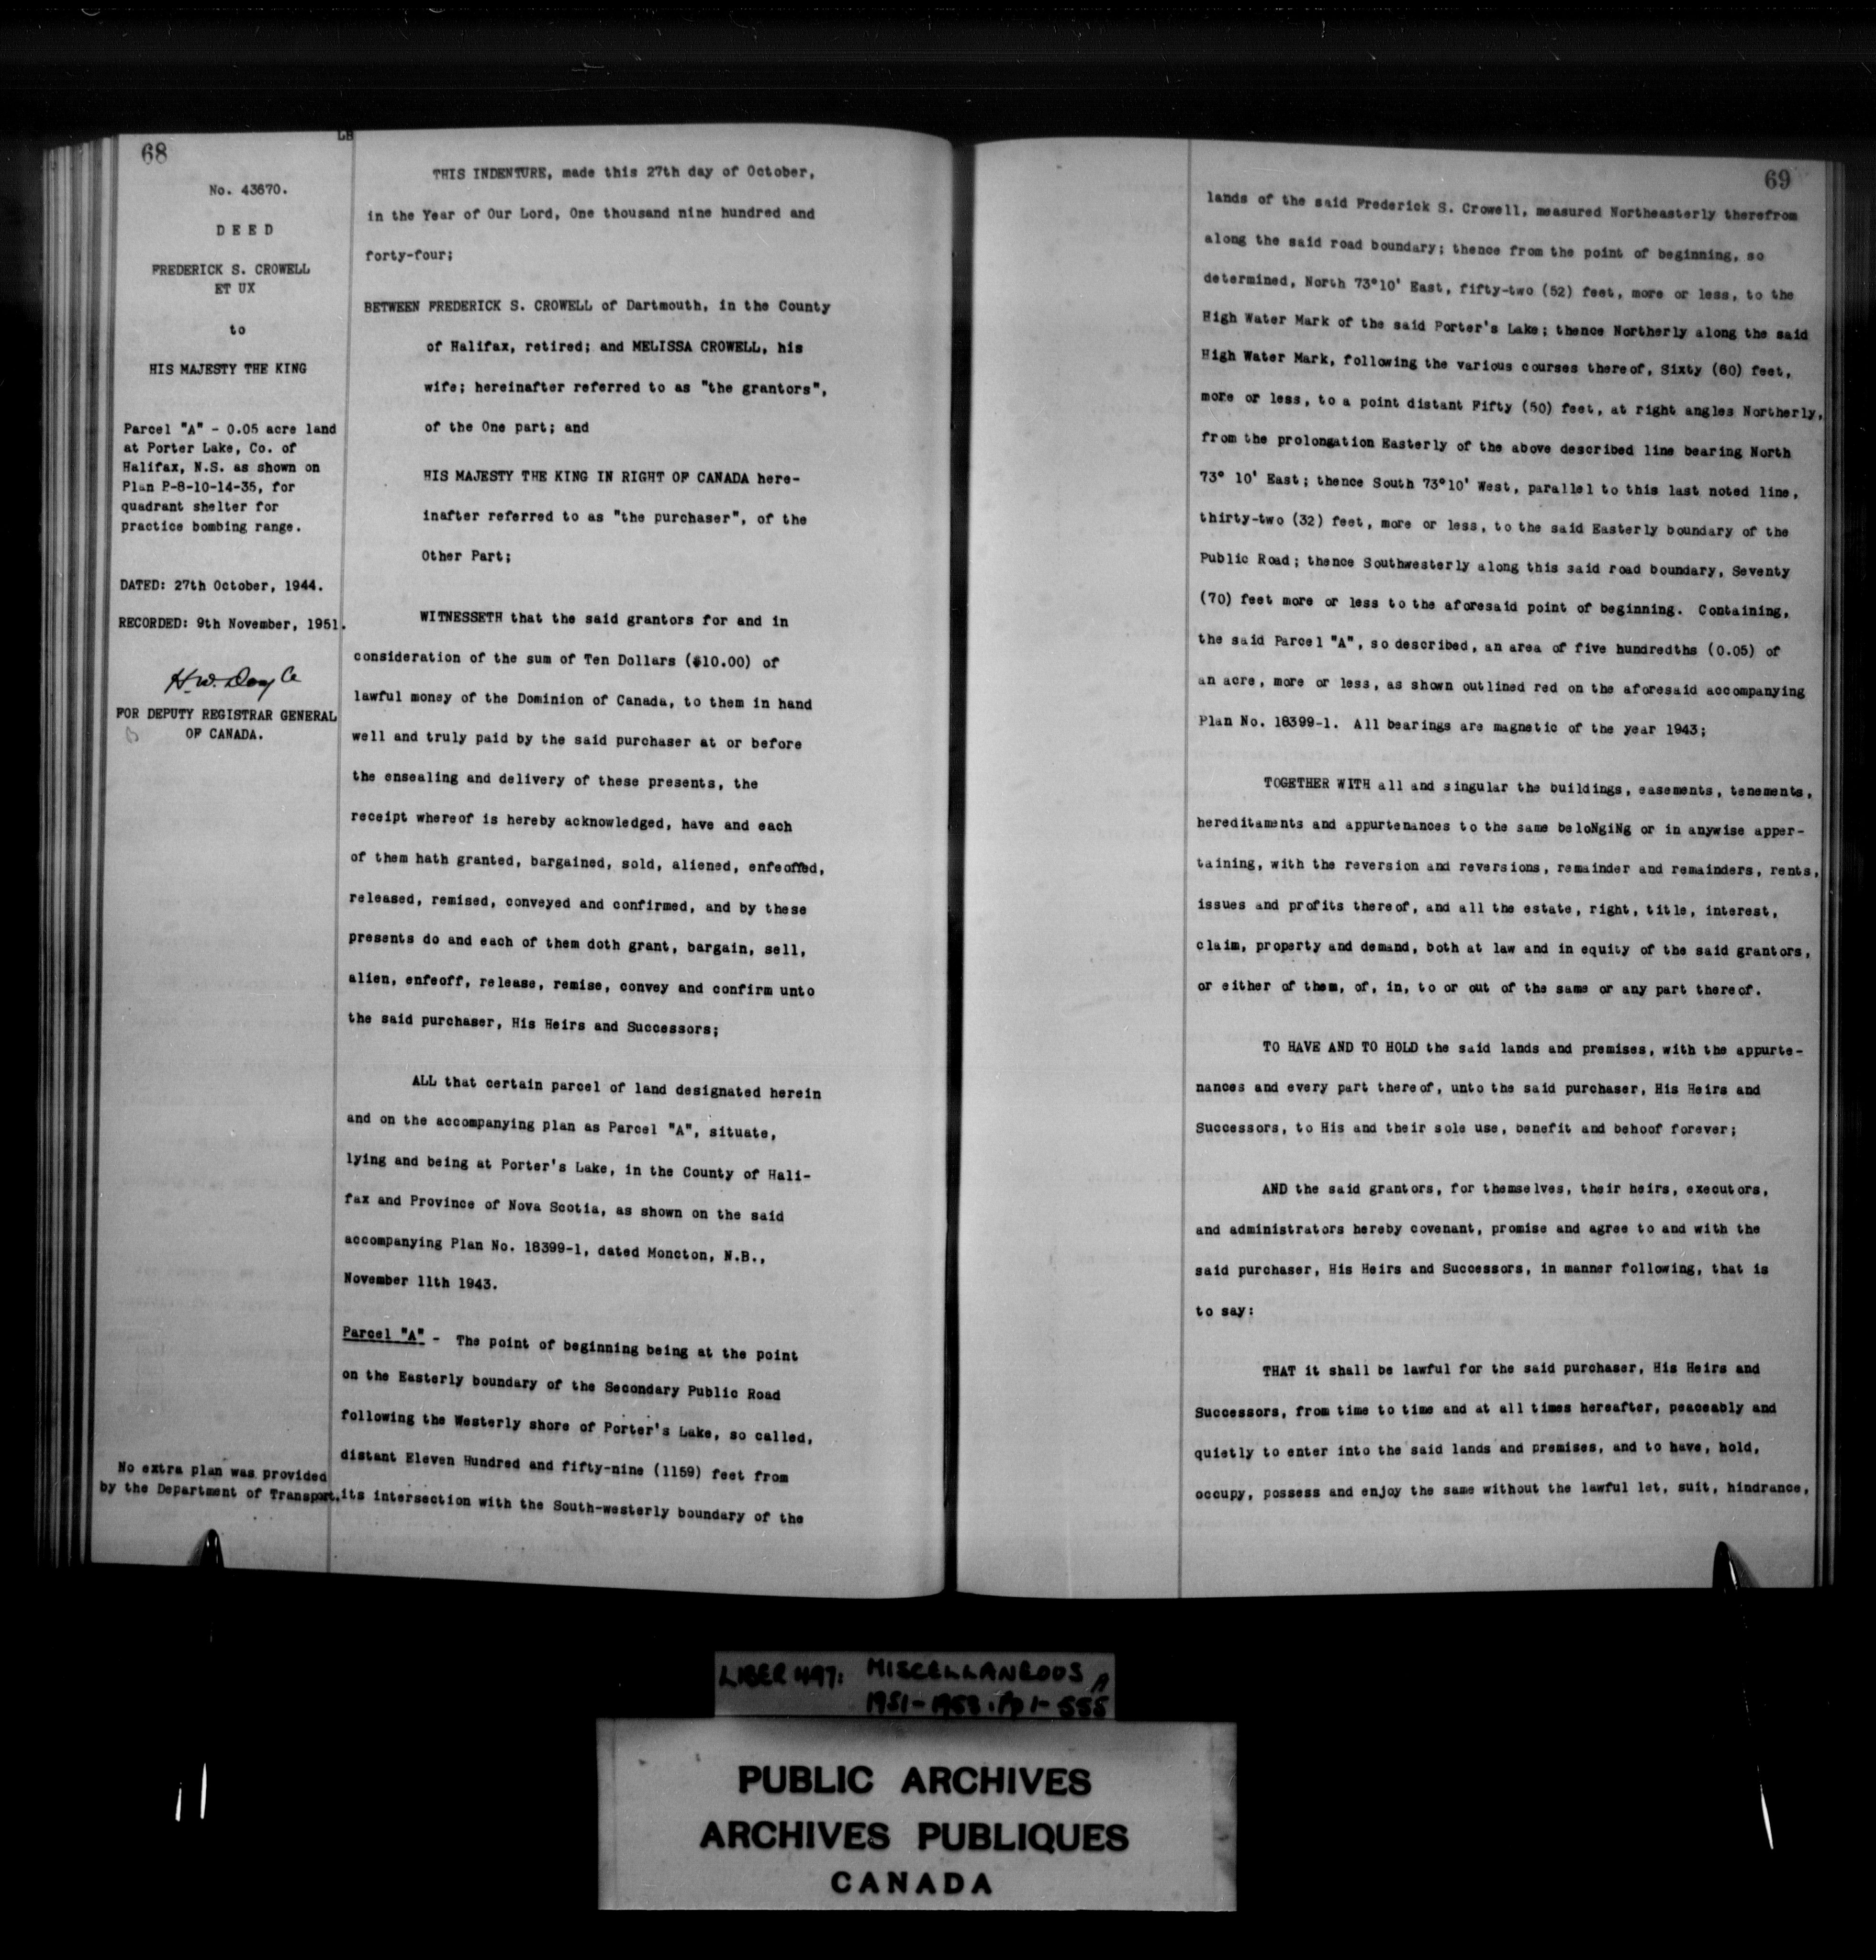 68
LB
No. 43670.
D E E D
FREDERICK S. CROWELL
ET UX
to
HIS MAJESTY THE KING
Parcel "A" - 0.05 acre land
at Porter Lake, Co. of
Halifax, N.S. as shown on
Plan P-8-10-14-35, for
quadrant shelter for
practice bombing range.
DATED: 27th October, 1944.
RECORDED: 9th November, 1951.
H.W. Doyle
FOR DEPUTY REGISTRAR GENERAL
OF CANADA.
No extra plan was provided
by the Department of Transport.
THIS INDENTURE, made this 27th day of October,
in the Year of Our Lord, One thousand nine hundred and
forty-four;
BETWEEN FREDERICK S. CROWELL of Dartmouth, in the County
of Halifax, retired; and MELISSA CROWELL, his
wife; hereinafter referred to as "the grantors",
of the One part; and
HIS MAJESTY THE KING IN RIGHT OF CANADA here-
inafter referred to as "the purchaser", of the
Other Part;
WITNESSETH that the said grantors for and in
consideration of the sum of Ten Dollars ($10.00) of
lawful money of the Dominion of Canada, to them in hand
well and truly paid by the said purchaser at or before
the ensealing and delivery of these presents, the
receipt whereof is hereby acknowledged, have and each
of them hath granted, bargained, sold, aliened, enfeoffed,
released, remised, conveyed and confirmed, and by these
presents do and each of them doth grant, bargain, sell,
alien, enfeoff, release, remise, convey and confirm unto
the said purchaser, His Heirs and Successors;
ALL that certain parcel of land designated herein
and on the accompanying plan as Parcel "A", situate,
lying and being at Porter's Lake, in the County of Hali-
fax and Province of Nova Scotia, as shown on the said
accompanying Plan No. 18399-1, dated Moncton, N.B.,
November 11th 1943.
Parcel "A" - The point of beginning being at the point
on the Easterly boundary of the Secondary Public Road
following the Westerly shore of Porter's Lake, so called,
distant Eleven Hundred and fifty-nine (1159) feet from
its intersection with the South-westerly boundary of the
69
lands of the said Frederick S. Crowell, measured Northeasterly therefrom
along the said road boundary; thence from the point of beginning, so
determined, North 73°10' East, fifty-two (52) feet, more or less, to the
High Water Mark of the said Porter's Lake; thence Northerly along the said
High Water Mark, following the various courses thereof, Sixty (60) feet,
more or less, to a point distant Fifty (50) feet, at right angles Northerly,
from the prolongation Easterly of the above described line bearing North
73° 10' East; thence South 73°10' West, parallel to this last noted line,
thirty-two (32) feet, more or less, to the said Easterly boundary of the
Public Road; thence Southwesterly along this said road boundary, Seventy
(70) feet more or less to the aforesaid point of beginning. Containing,
the said Parcel "A", so described, an area of five hundredths (0.05) of
an acre, more or less, as shown outlined red on the aforesaid accompanying
Plan No. 18399-1. All bearings are magnetic of the year 1943;
TOGETHER WITH all and singular the buildings, easements, tenements,
hereditaments and appurtenances to the same beloNgiNg or in anywise apper-
taining, with the reversion and reversions, remainder and remainders, rents,
issues and profits thereof, and all the estate, right, title, interest,
claim, property and demand, both at law and in equity of the said grantors,
or either of them, of, in, to or out of the same or any part thereof.
TO HAVE AND TO HOLD the said lands and premises, with the appurte-
nances and every part thereof, unto the said purchaser, His Heirs and
Successors, to His and their sole use, benefit and behoof forever;
AND the said grantors, for themselves, their heirs, executors,
and administrators hereby covenant, promise and agree to and with the
said purchaser, His Heirs and Successors, in manner following, that is
to say:
THAT it shall be lawful for the said purchaser, His Heirs and
Successors, from time to time and at all times hereafter, peaceably and
quietly to enter into the said lands and premises, and to have, hold,
occupy, possess and enjoy the same without the lawful let, suit, hindrance,
LIBER 497: MISCELLANEOUS A
1951-1953. Pp 1-555
PUBLIC ARCHIVES
ARCHIVES PUBLIQUES
CANADA